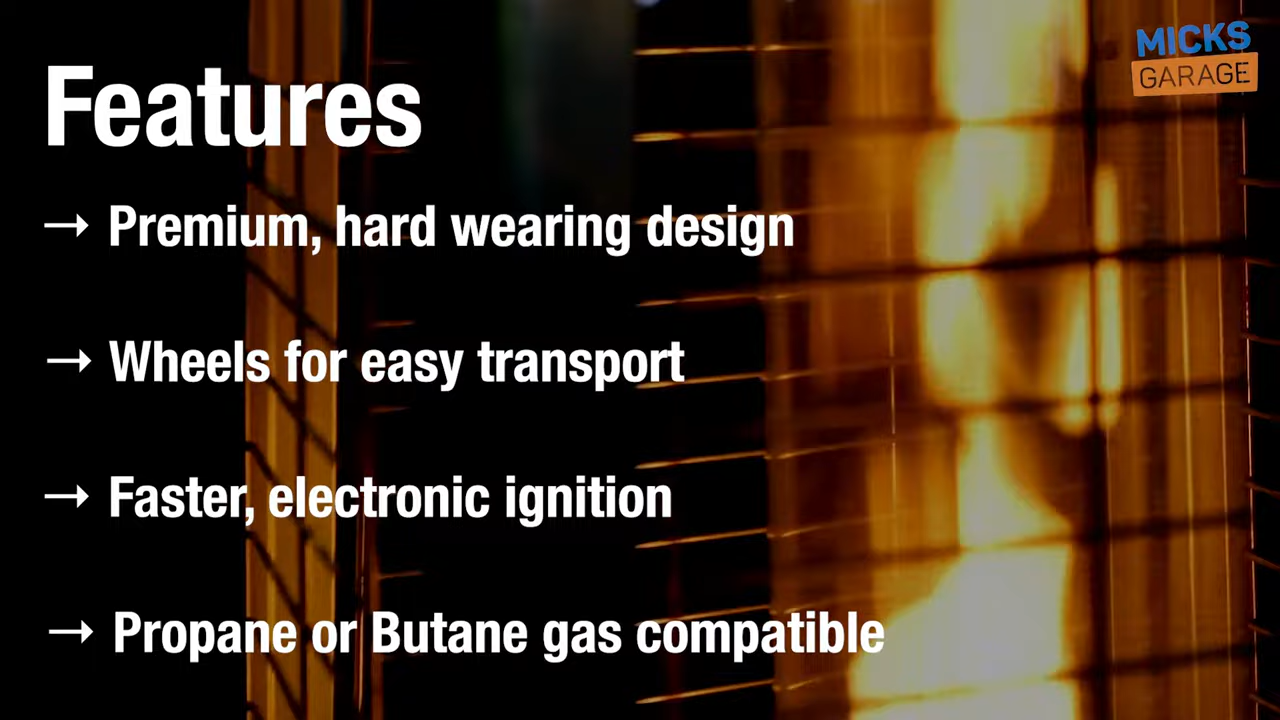 MICKS
GARAGE
Features
→ Premium, hard wearing design
→ Wheels for easy transport
→ Faster, electronic ignition
→ Propane or Butane gas compatible